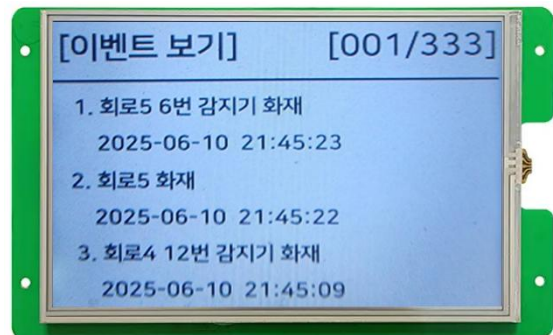 [이벤트 보기] [001/333]
1. 회로5 6번 감지기 화재
2025-06-10 21:45:23
2. 회로5 화재
2025-06-10 21:45:22
3. 회로4 12번 감지기 화재
2025-06-10 21:45:09